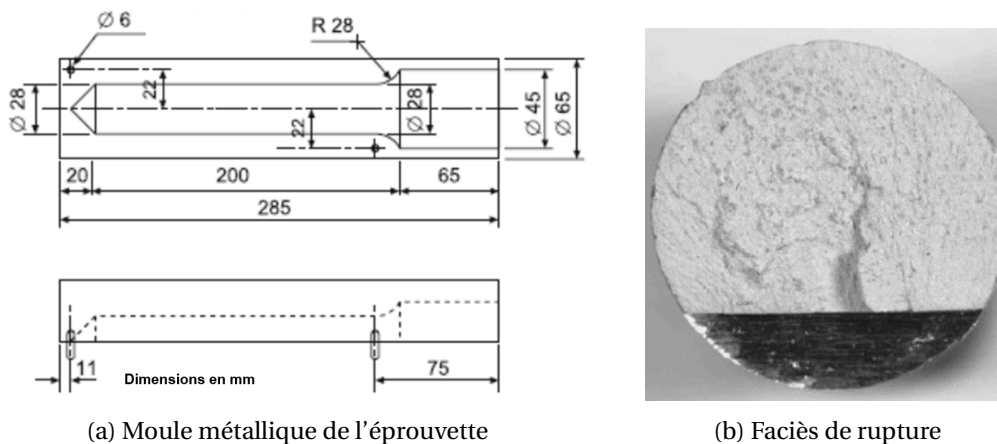 Ø 6
R 28
Ø 28
22
22
Ø 28
Ø 45
Ø 65
20
200
65
285
11
Dimensions en mm
75
(a) Moule métallique de l'éprouvette
(b) Faciès de rupture